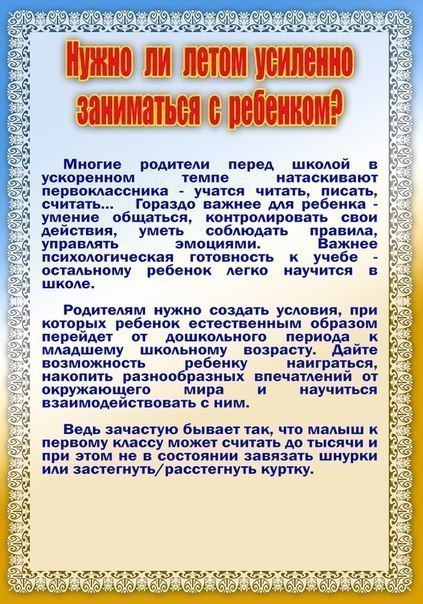 Нужно ли летом усиленно
заниматься с ребенком?
Многие родители перед школой в
ускоренном темпе натаскивают
первоклассника - учатся читать, писать,
считать... Гораздо важнее для ребенка -
умение общаться, контролировать свои
действия, уметь соблюдать правила,
управлять эмоциями. Важнее
психологическая готовность к учебе -
остальному ребенок легко научится в
школе.
Родителям нужно создать условия, при
которых ребенок естественным образом
перейдет от дошкольного периода к
младшему школьному возрасту. Дайте
возможность ребенку наиграться,
накопить разнообразных впечатлений от
окружающего мира и научиться
взаимодействовать с ним.
Ведь зачастую бывает так, что малыш к
первому классу может считать до тысячи и
при этом не в состоянии завязать шнурки
или застегнуть/расстегнуть куртку.